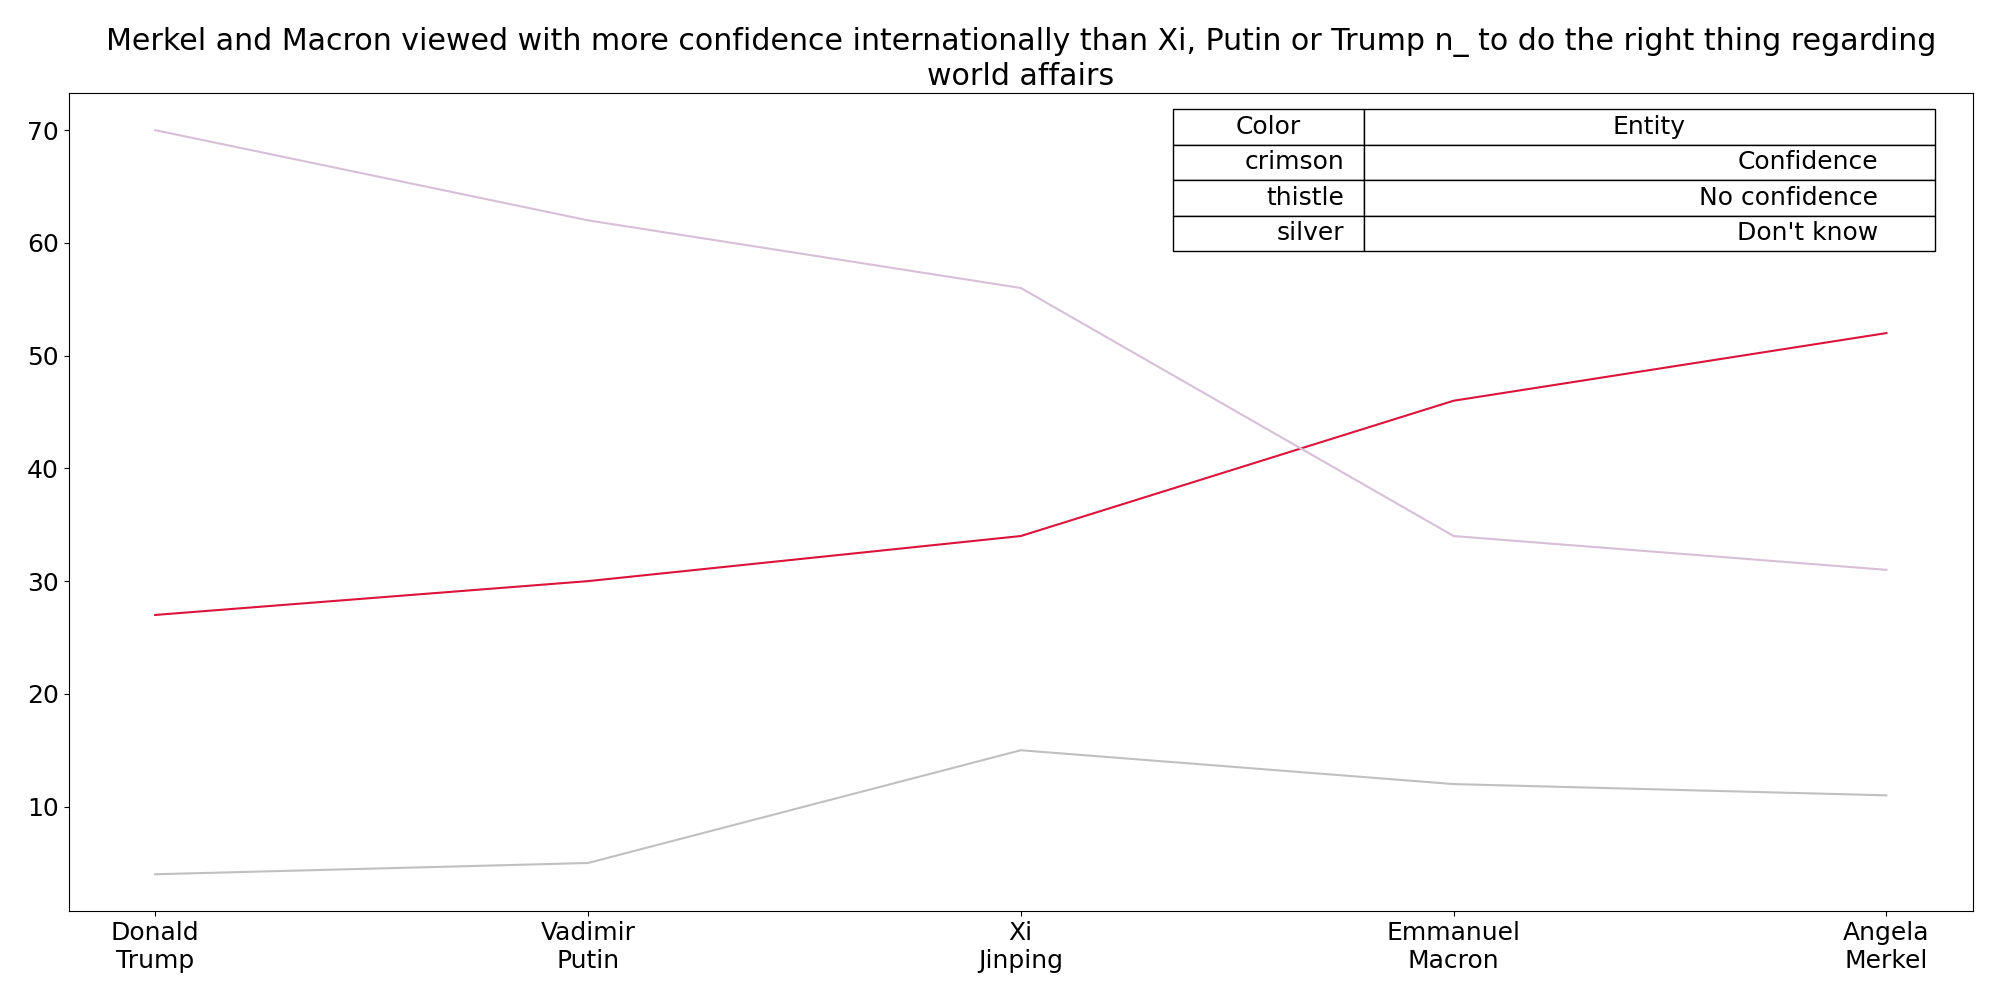 Merkel and Macron viewed with more confidence internationally than Xi, Putin or Trump n_ to do the right thing regarding
world affairs
Color Entity
crimson Confidence
thistle No confidence
silver Don't know
70
60
50
40
30
20
10
Donald Vadimir Xi Emmanuel Angela
Trump Putin Jinping Macron Merkel